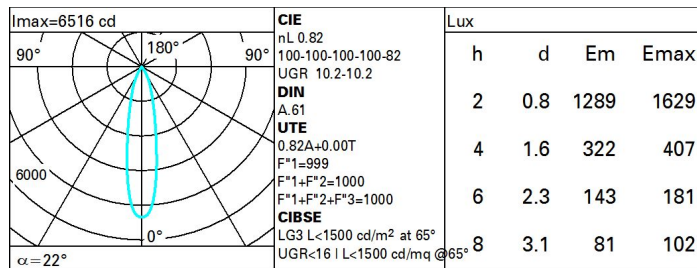 Imax=6516 cd
90°
180°
90°
6000
0°
α=22°
CIE
nL 0.82
100-100-100-100-82
UGR 10.2-10.2
DIN
A.61
UTE
0.82A+0.00T
F"1=999
F"1+F"2=1000
F"1+F"2+F"3=1000
CIBSE
LG3 L<1500 cd/m² at 65°
UGR<16 | L<1500 cd/mq @65°
Lux
h d Em Emax
2 0.8 1289 1629
4 1.6 322 407
6 2.3 143 181
8 3.1 81 102